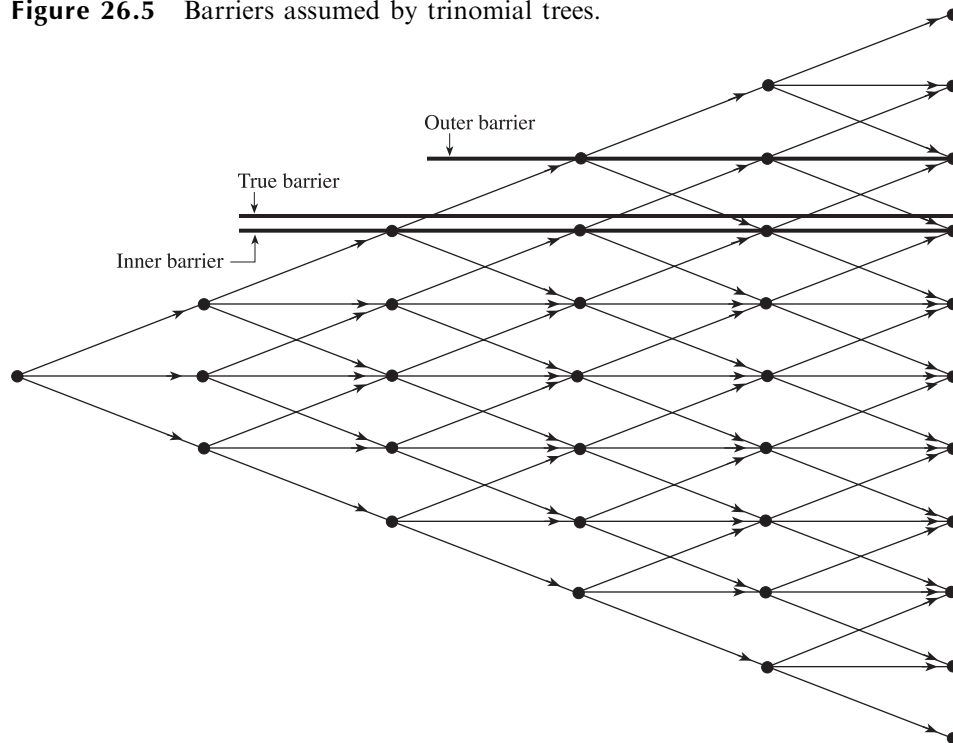 Figure 26.5 Barriers assumed by trinomial trees.
Outer barrier
True barrier
Inner barrier